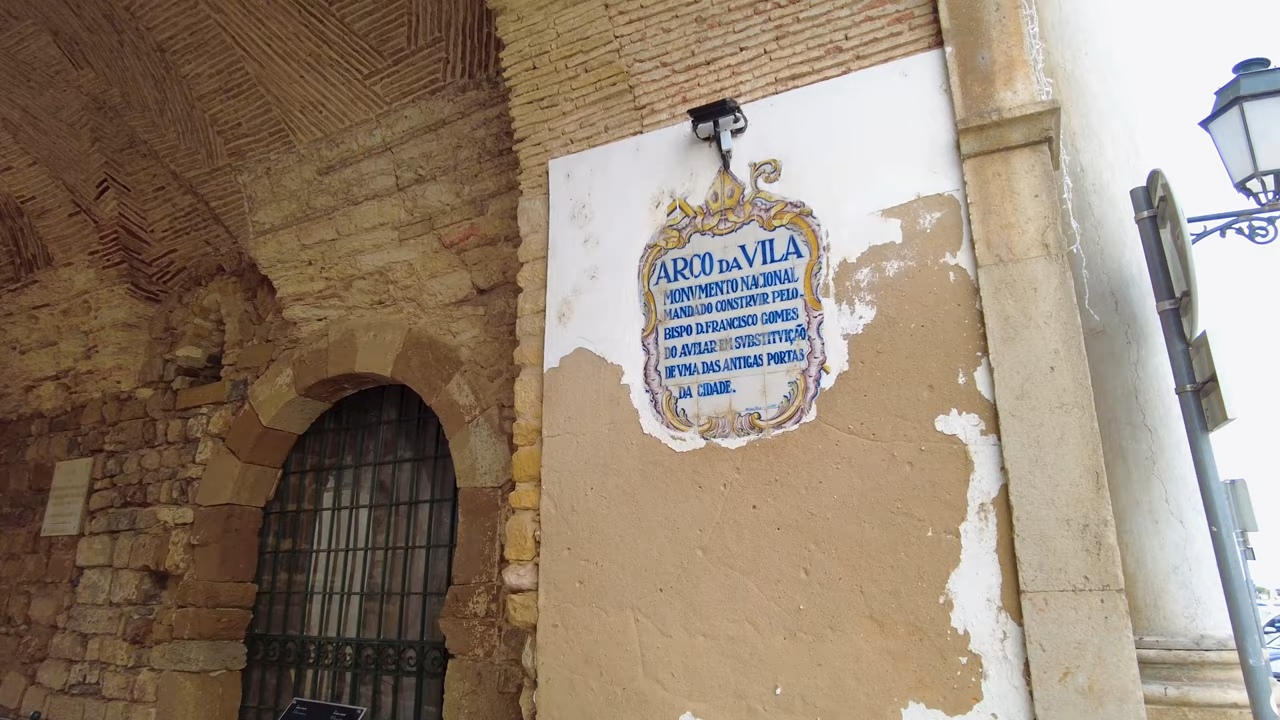 ARCO DA VILA
MONVMENTO NACIONAL
MANDADO CONSTRVIR PELO
BISPO D. FRANCISCO GOMES
DO AVELAR EM SVBSTITVIÇÃO
DE VMA DAS ANTIGAS PORTAS
DA CIDADE.